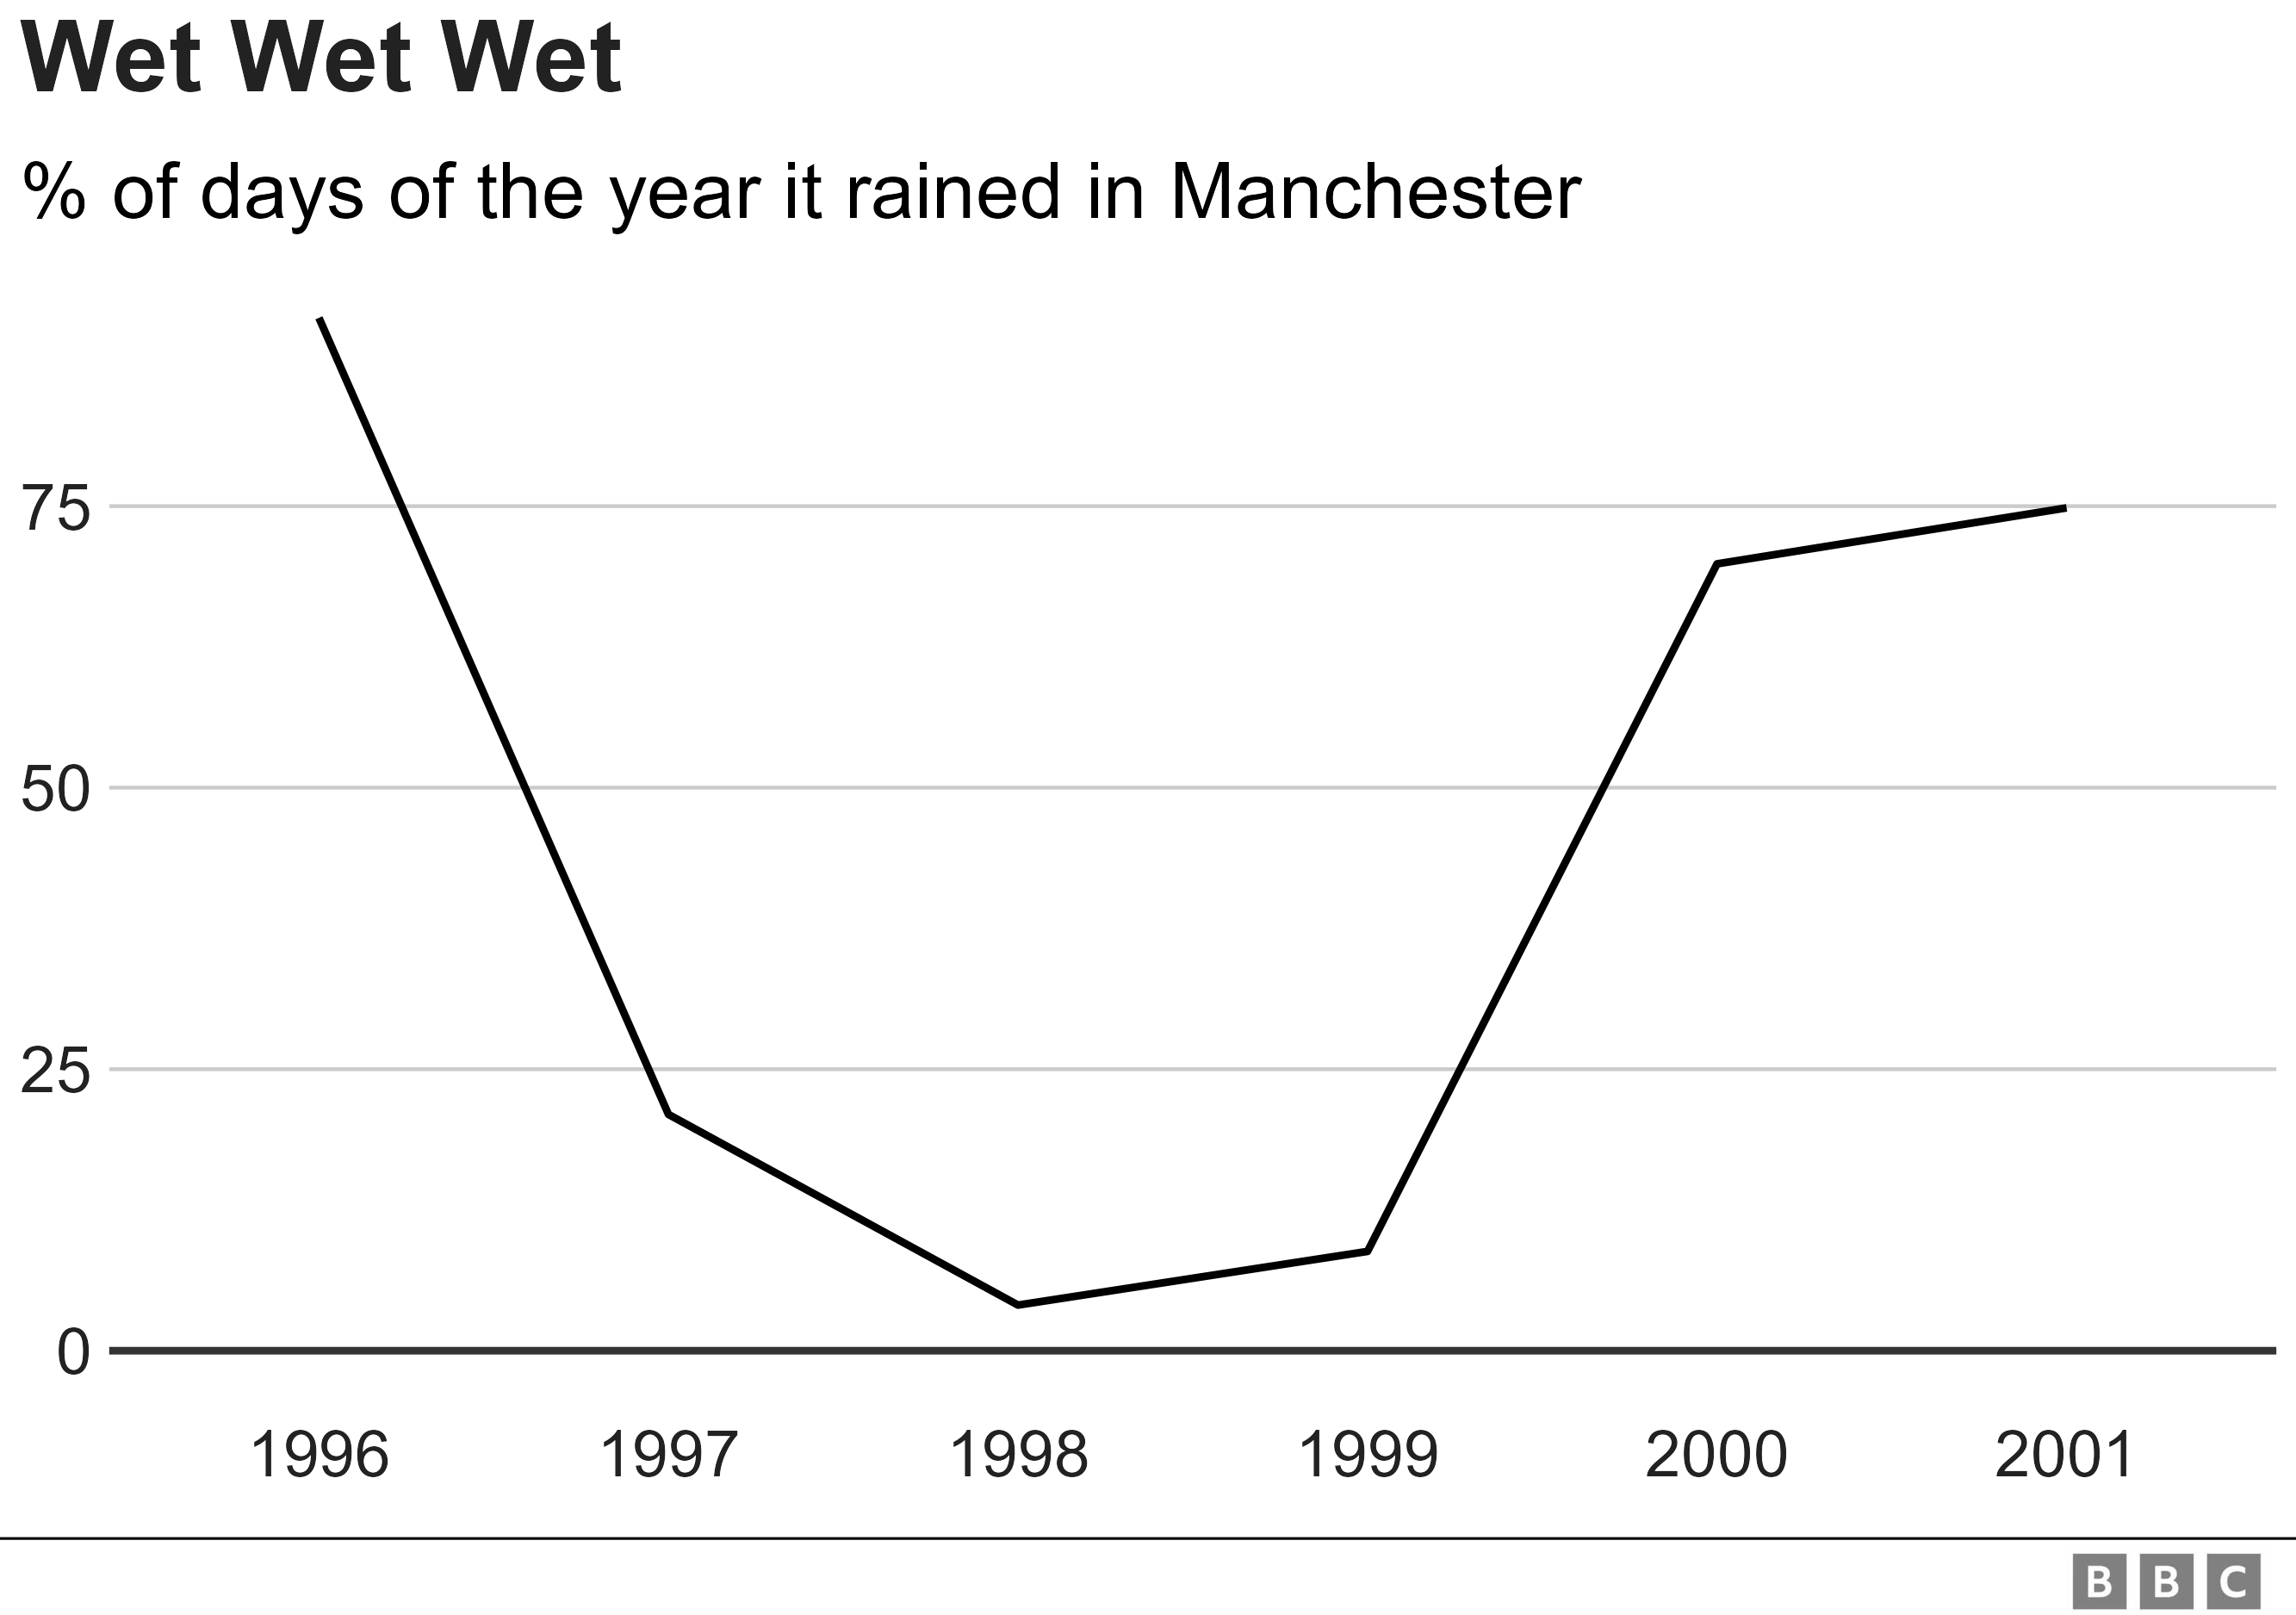 Wet Wet Wet
% of days of the year it rained in Manchester
75
50
25
0
1996 1997 1998 1999 2000 2001
BBC